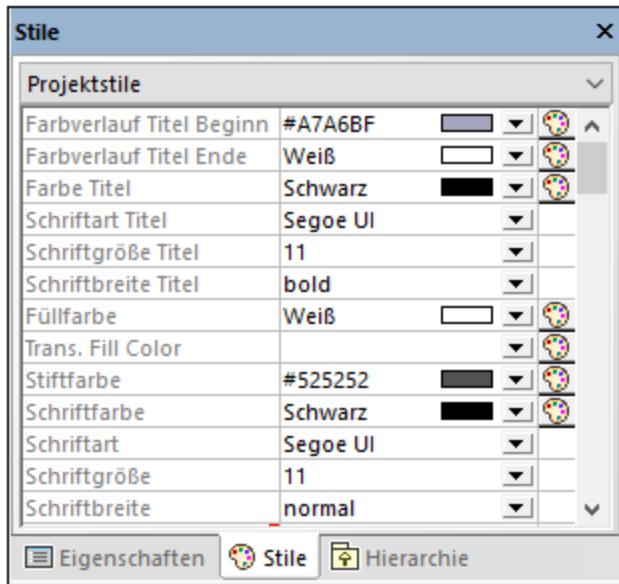 Stile
Projektstile
Farbverlauf Titel Beginn #A7A6BF
Farbverlauf Titel Ende Weiß
Farbe Titel Schwarz
Schriftart Titel Segoe UI
Schriftgröße Titel 11
Schriftbreite Titel bold
Füllfarbe Weiß
Trans. Fill Color
Stiftfarbe #525252
Schriftfarbe Schwarz
Schriftart Segoe UI
Schriftgröße 11
Schriftbreite normal
Eigenschaften Stile Hierarchie